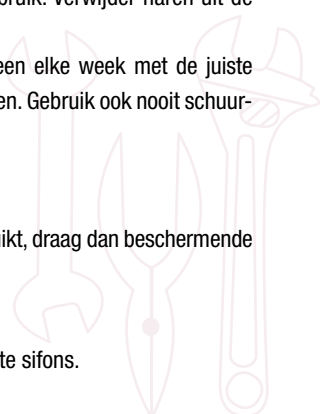 bruik. Verwijder haren uit de
een elke week met de juiste
en. Gebruik ook nooit schuur-
ikt, draag dan beschermende
te sifons.